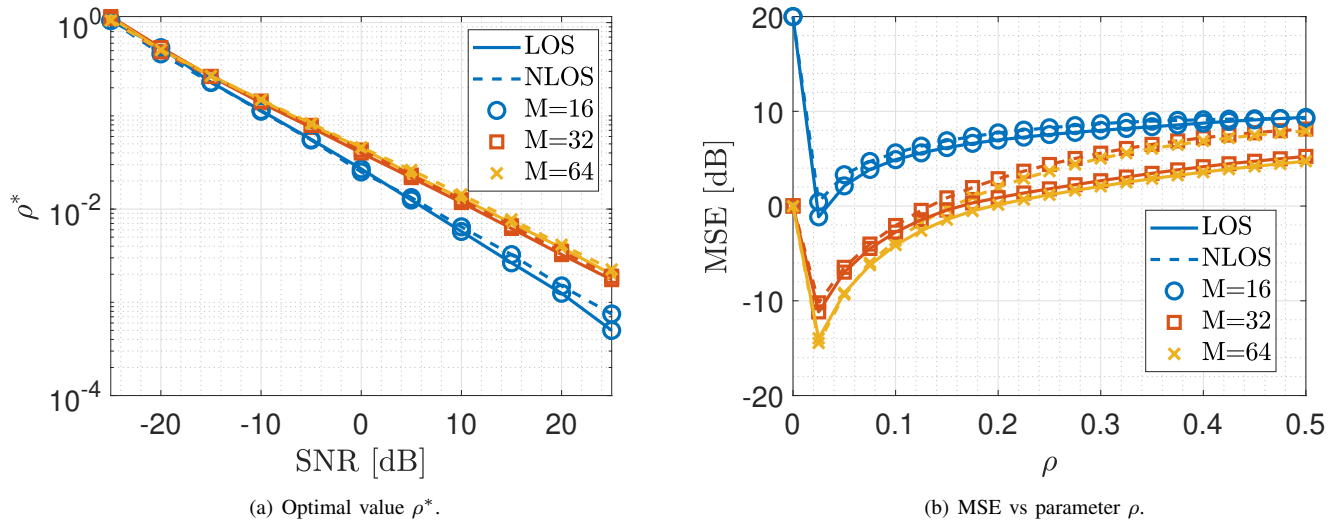 10^0
10^-2
10^-4
ρ*
-20
-10
0
10
20
SNR [dB]
LOS
NLOS
M=16
M=32
M=64
(a) Optimal value ρ*.
20
10
0
-10
-20
MSE [dB]
0
0.1
0.2
0.3
0.4
0.5
ρ
LOS
NLOS
M=16
M=32
M=64
(b) MSE vs parameter ρ.